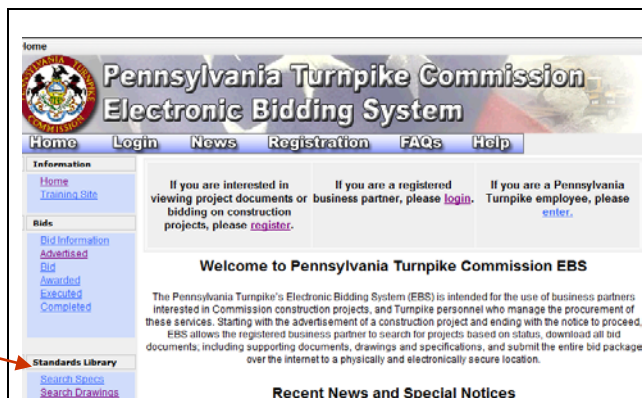 Home
Pennsylvania Turnpike Commission
Electronic Bidding System
Home Login News Registration FAQs Help
Information
Home
Training Site
Bids
Bid Information
Advertised
Bid
Awarded
Executed
Completed
Standards Library
Search Specs
Search Drawings
If you are interested in
viewing project documents or
bidding on construction
projects, please register.
If you are a registered
business partner, please login.
If you are a Pennsylvania
Turnpike employee, please
enter.
Welcome to Pennsylvania Turnpike Commission EBS
The Pennsylvania Turnpike's Electronic Bidding System (EBS) is intended for the use of business partners
interested in Commission construction projects, and Turnpike personnel who manage the procurement of
these services. Starting with the advertisement of a construction project and ending with the notice to proceed,
EBS allows the registered business partner to search for projects based on status, download all bid
documents; including supporting documents, drawings and specifications, and submit the entire bid package
over the internet to a physically and electronically secure location.
Recent News and Special Notices